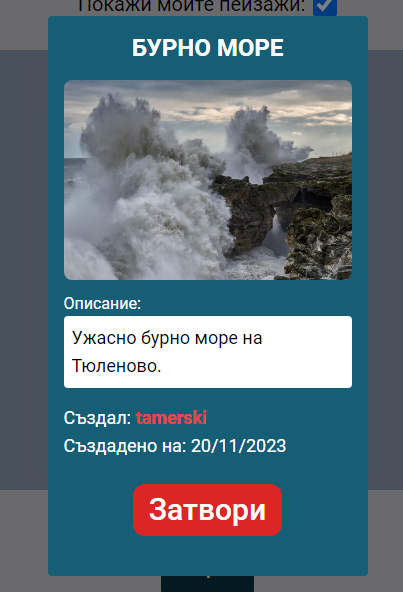 Покажи моите пейзажи:
БУРНО МОРЕ
Описание:
Ужасно бурно море на
Тюленово.
Създал: tamerski
Създадено на: 20/11/2023
Затвори